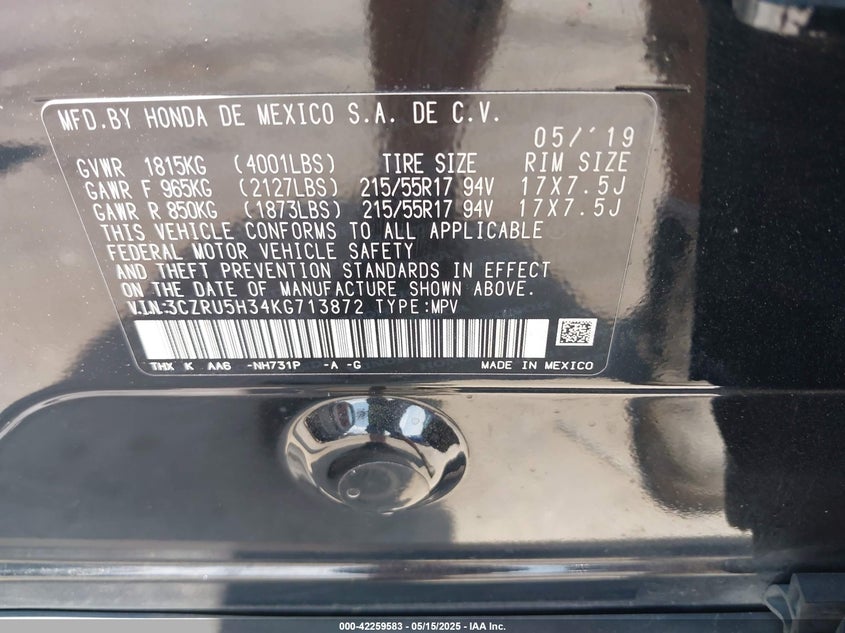 MFD.BY HONDA DE MEXICO S.A. DE C.V.
05/'19
GVWR 1815KG (4001LBS) TIRE SIZE RIM SIZE
GAWR F 965KG (2127LBS) 215/55R17 94V 17X7.5J
GAWR R 850KG (1873LBS) 215/55R17 94V 17X7.5J
THIS VEHICLE CONFORMS TO ALL APPLICABLE
FEDERAL MOTOR VEHICLE SAFETY
AND THEFT PREVENTION STANDARDS IN EFFECT
ON THE DATE OF MANUFACTURE SHOWN ABOVE.
V.I.N:3CZRU5H34KG713872 TYPE:MPV
THX K AA6 -NH731P -A -G MADE IN MEXICO
000-42259583 - 05/15/2025 - IAA Inc.